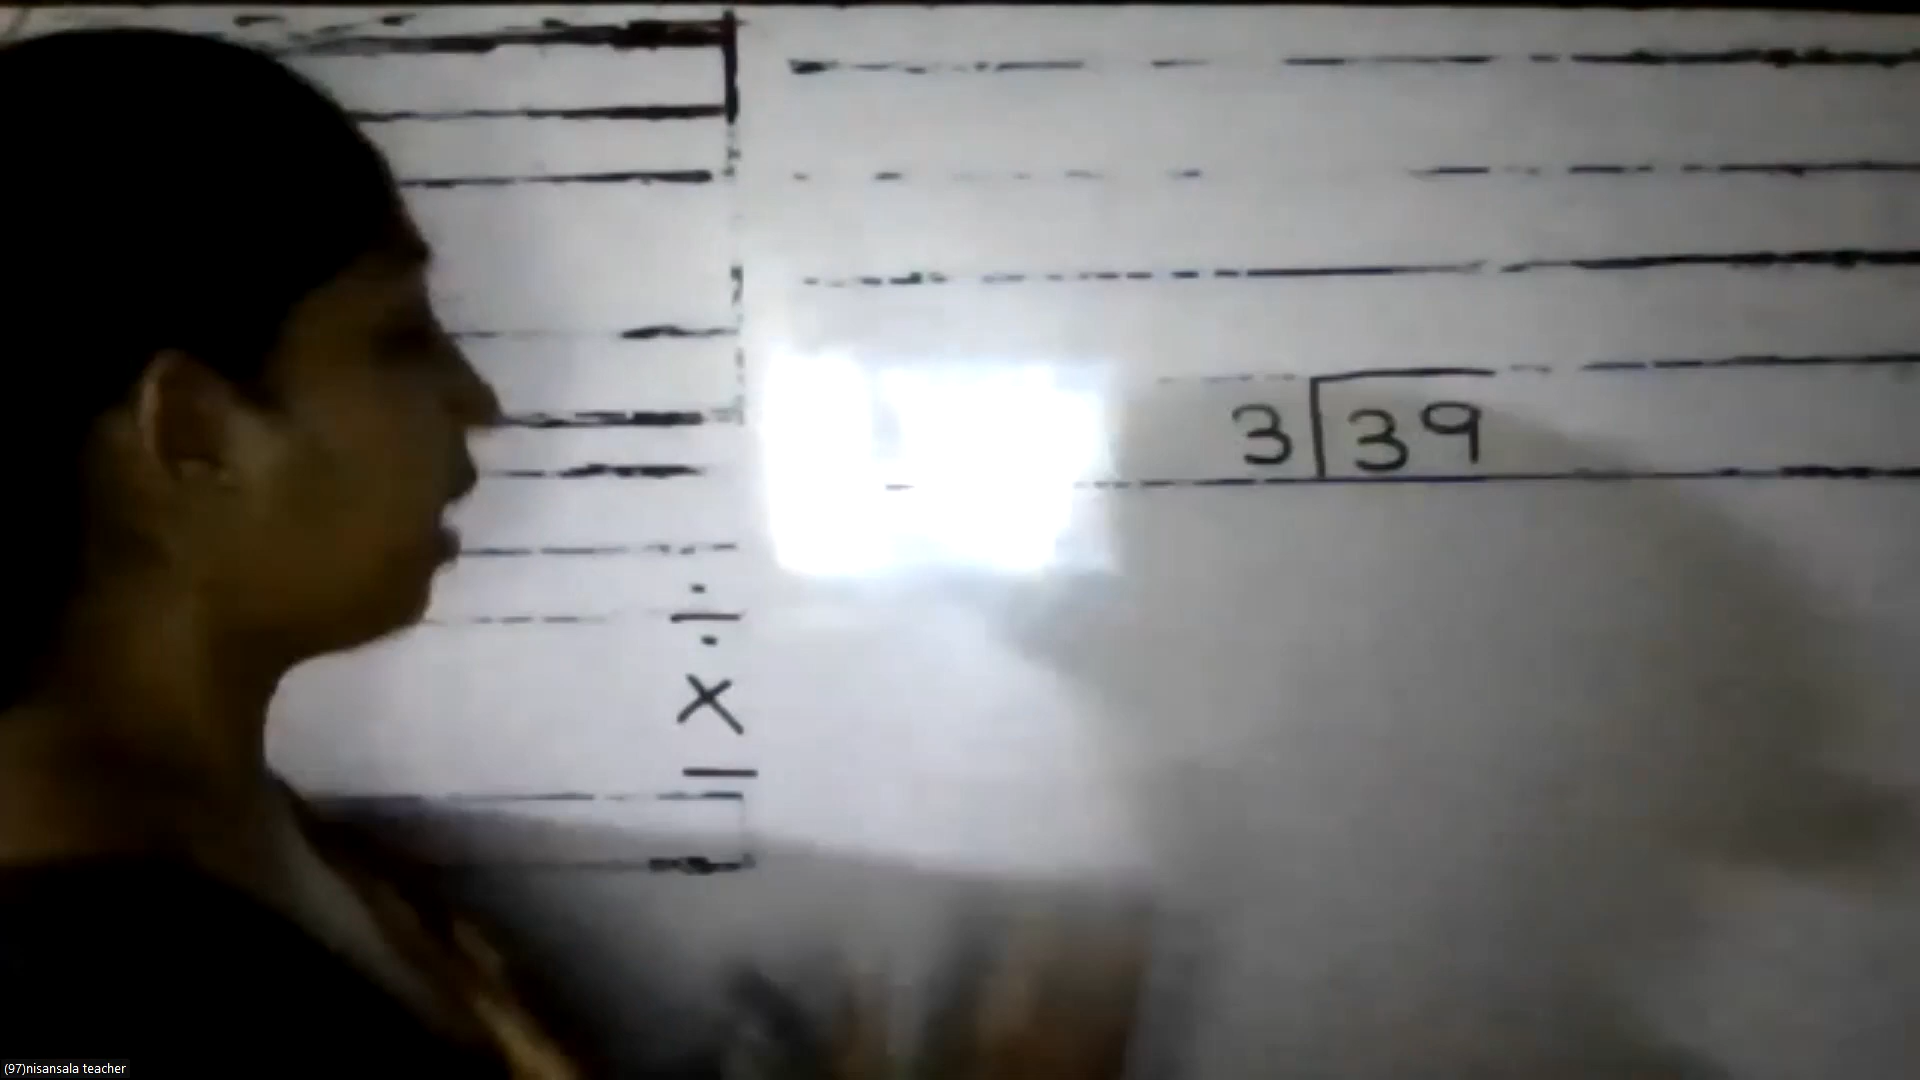 3 39
÷
×
−
(97)nisansala teacher